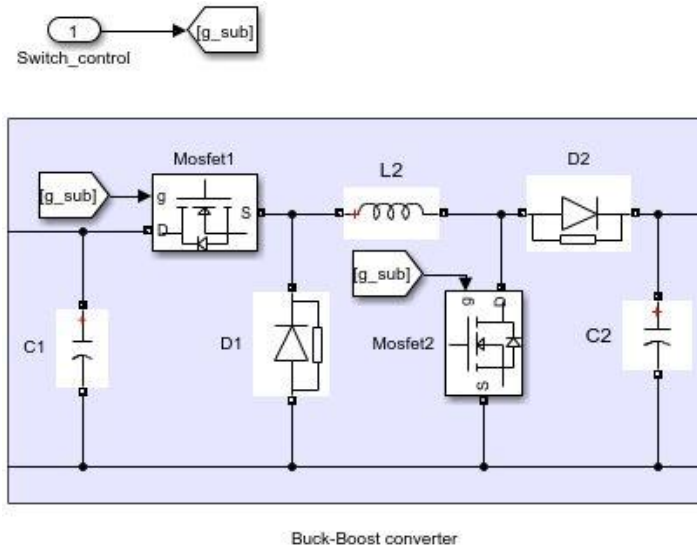 1
[g_sub]
Switch_control
Mosfet1
[g_sub]
g
S
D
L2
D2
[g_sub]
g
D
C1
D1
Mosfet2
C2
S
Buck-Boost converter